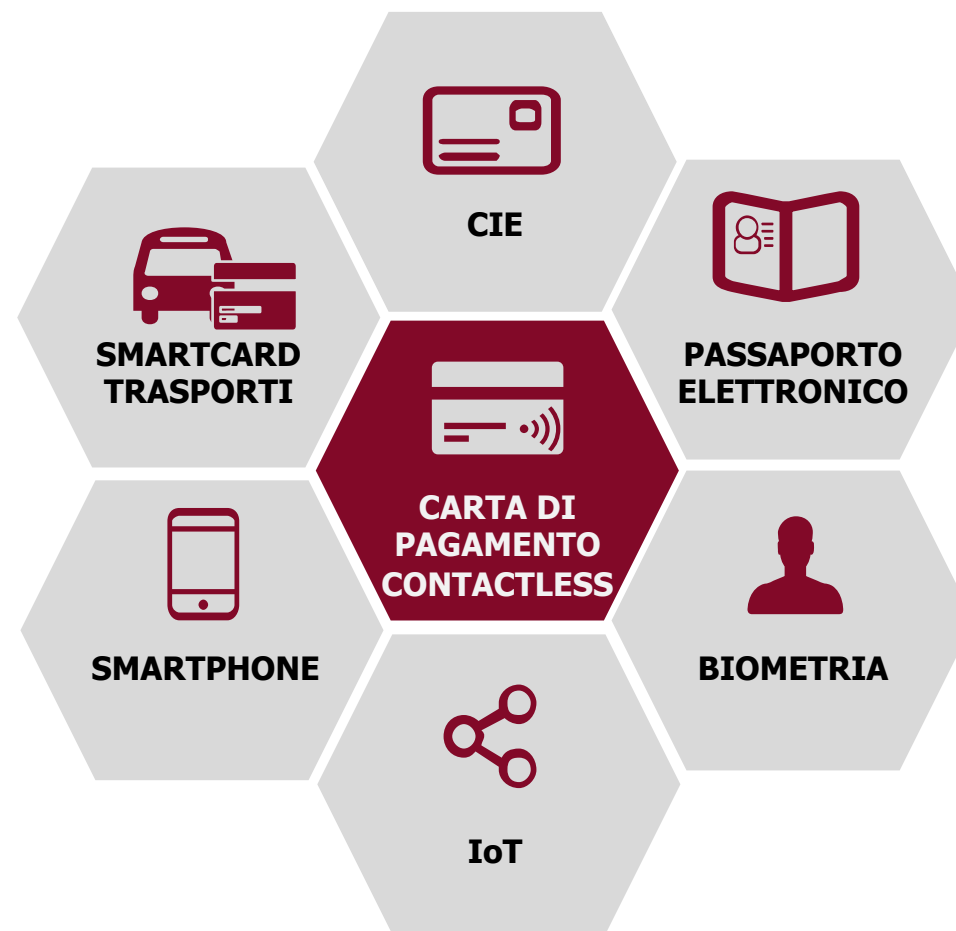 CIE
SMARTCARD
TRASPORTI
PASSAPORTO
ELETTRONICO
CARTA DI
PAGAMENTO
CONTACTLESS
SMARTPHONE
BIOMETRIA
IoT